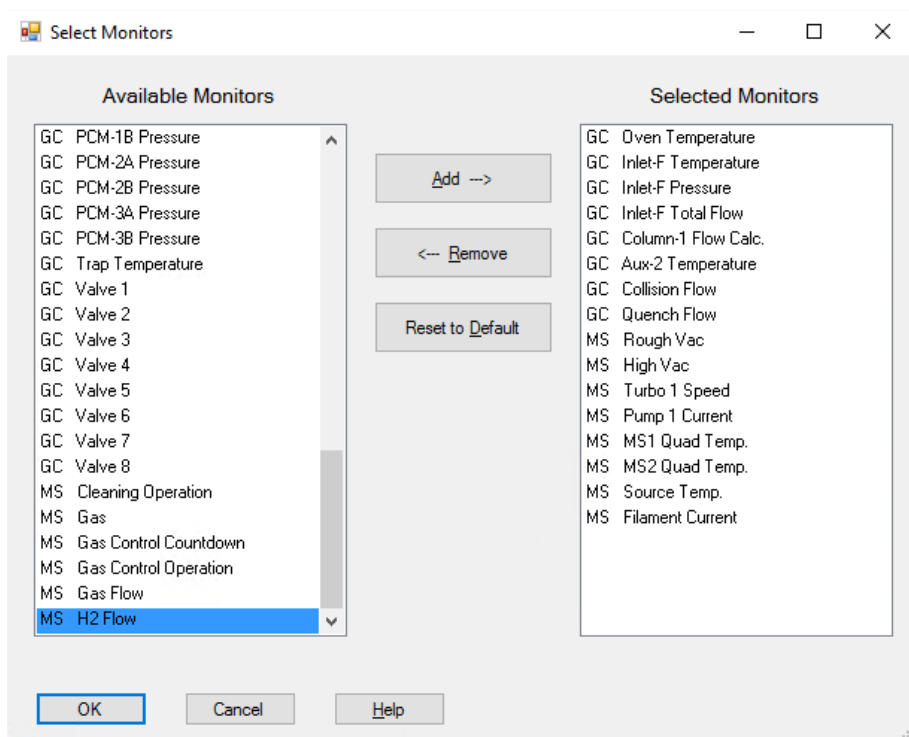 Select Monitors
Available Monitors
GC PCM-1B Pressure
GC PCM-2A Pressure
GC PCM-2B Pressure
GC PCM-3A Pressure
GC PCM-3B Pressure
GC Trap Temperature
GC Valve 1
GC Valve 2
GC Valve 3
GC Valve 4
GC Valve 5
GC Valve 6
GC Valve 7
GC Valve 8
MS Cleaning Operation
MS Gas
MS Gas Control Countdown
MS Gas Control Operation
MS Gas Flow
MS H2 Flow
Add --->
<--- Remove
Reset to Default
Selected Monitors
GC Oven Temperature
GC Inlet-F Temperature
GC Inlet-F Pressure
GC Inlet-F Total Flow
GC Column-1 Flow Calc.
GC Aux-2 Temperature
GC Collision Flow
GC Quench Flow
MS Rough Vac
MS High Vac
MS Turbo 1 Speed
MS Pump 1 Current
MS MS1 Quad Temp.
MS MS2 Quad Temp.
MS Source Temp.
MS Filament Current
OK
Cancel
Help